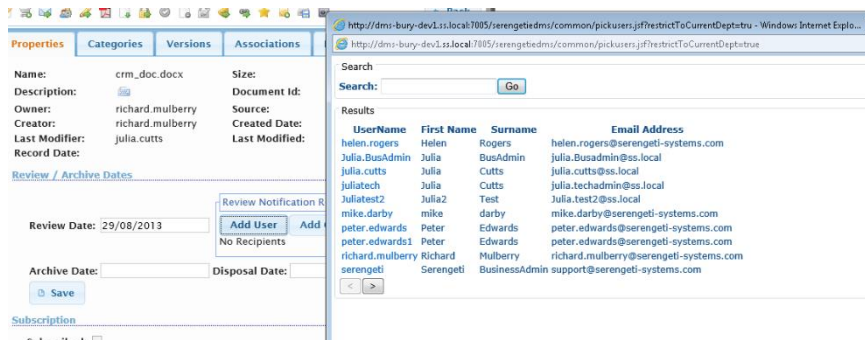 Back
Properties Categories Versions Associations
Name: crm_doc.docx Size:
Description: Document Id:
Owner: richard.mulberry Source:
Creator: richard.mulberry Created Date:
Last Modifier: julia.cutts Last Modified:
Record Date:
Review / Archive Dates
Review Notification R
Review Date: 29/08/2013 Add User Add
No Recipients
Archive Date: Disposal Date:
Save
Subscription
http://dms-bury-dev1.ss.local:7005/serengetidms/common/pickusers.jsf?restrictToCurrentDept=tru - Windows Internet Explo...
http://dms-bury-dev1.ss.local:7005/serengetidms/common/pickusers.jsf?restrictToCurrentDept=true
Search
Search: Go
Results
UserName First Name Surname Email Address
helen.rogers Helen Rogers helen.rogers@serengeti-systems.com
Julia.BusAdmin Julia BusAdmin julia.Busadmin@ss.local
julia.cutts Julia Cutts julia.cutts@ss.local
juliatech Julia Cutts julia.techadmin@ss.local
Juliatest2 Julia2 Test Julia.test2@ss.local
mike.darby mike darby mike.darby@serengeti-systems.com
peter.edwards Peter Edwards peter.edwards@serengeti-systems.com
peter.edwards1 Peter Edwards peter.edwards@serengeti-systems.com
richard.mulberry Richard Mulberry richard.mulberry@serengeti-systems.com
serengeti Serengeti BusinessAdmin support@serengeti-systems.com
< >